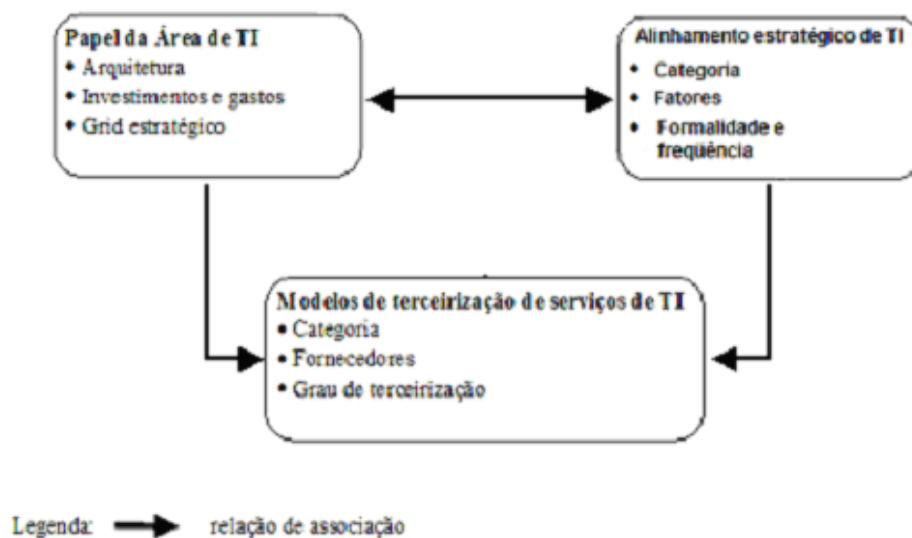 Papel da Área de TI
• Arquitetura
• Investimentos e gastos
• Grid estratégico
Alinhamento estratégico de TI
• Categoria
• Fatores
• Formalidade e
freqüência
Modelos de terceirização de serviços de TI
• Categoria
• Fornecedores
• Grau de terceirização
Legenda: relação de associação